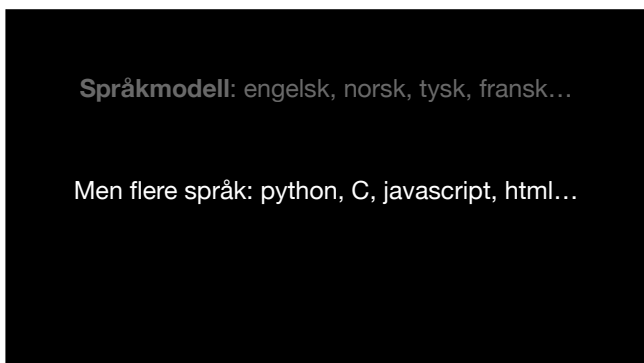 Språkmodell: engelsk, norsk, tysk, fransk…
Men flere språk: python, C, javascript, html…